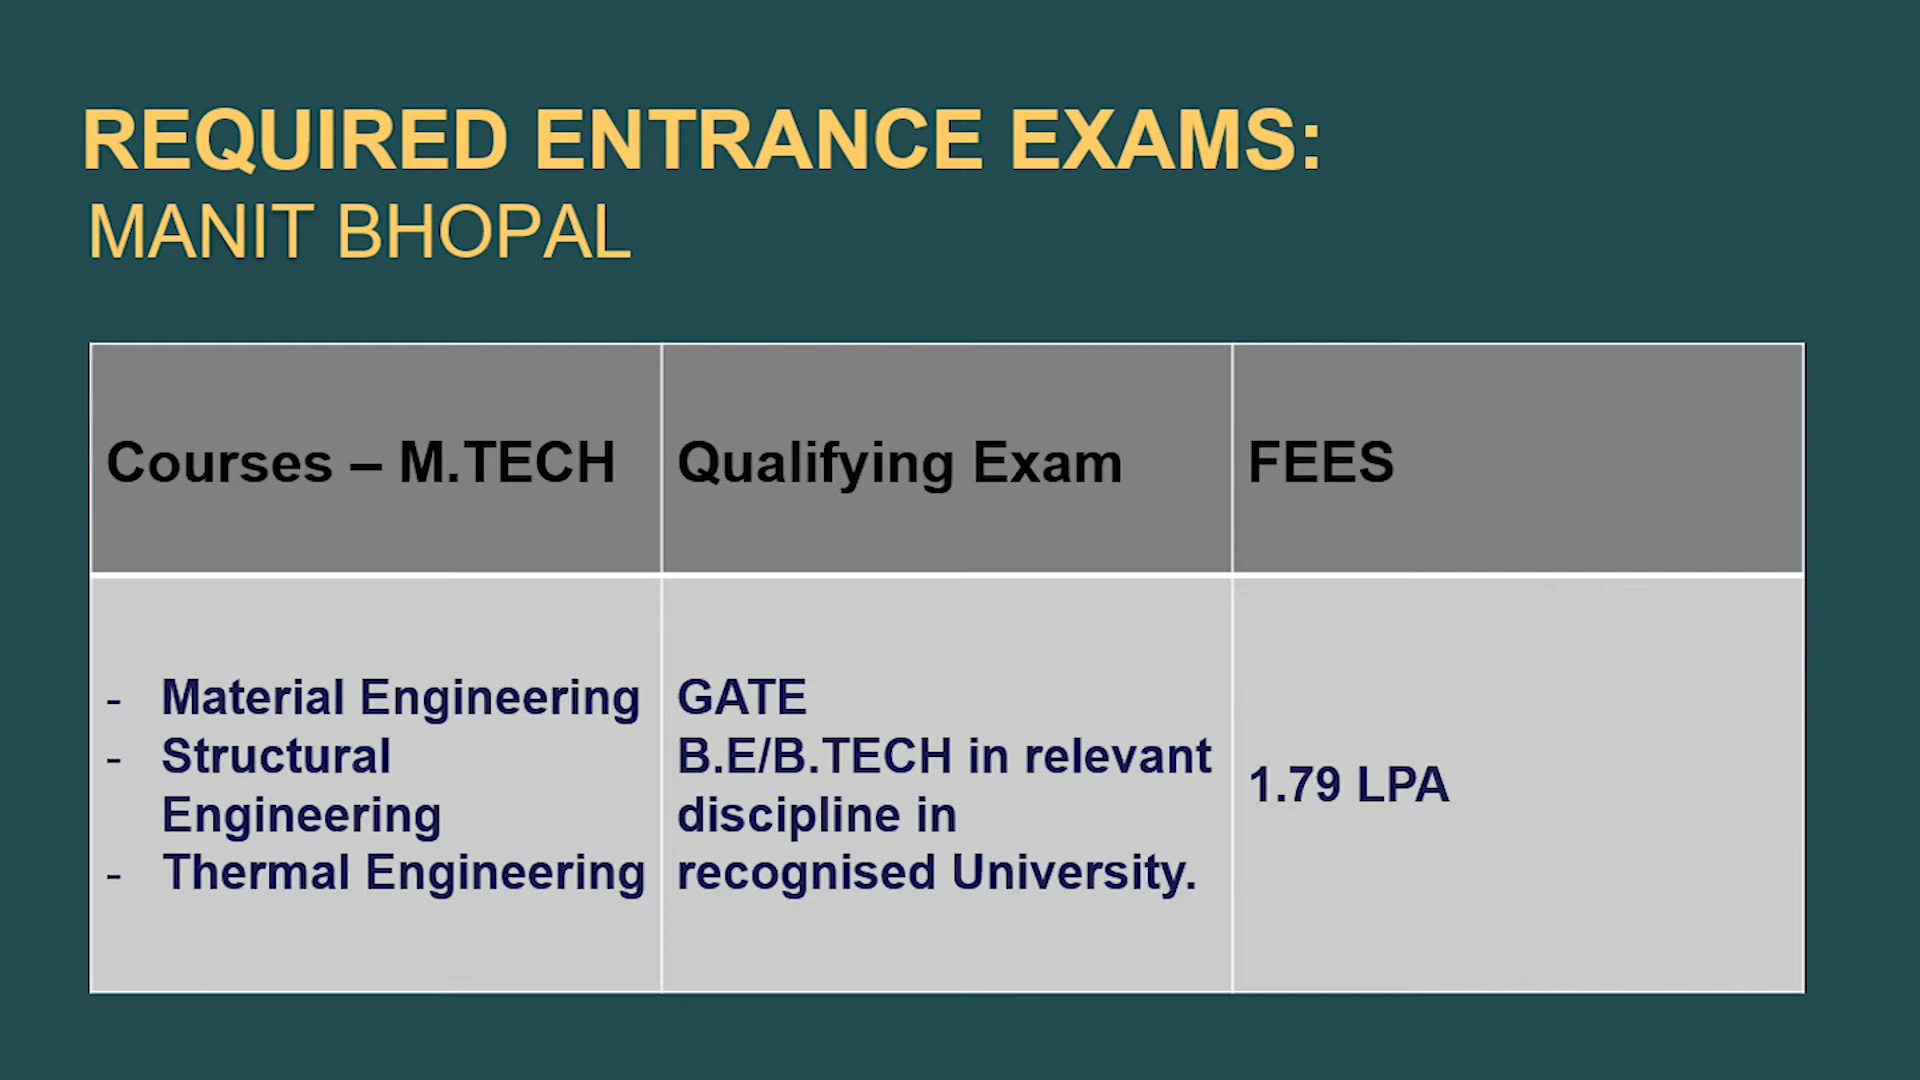 REQUIRED ENTRANCE EXAMS:
MANIT BHOPAL
Courses – M.TECH
Qualifying Exam
FEES
- Material Engineering
- Structural
Engineering
- Thermal Engineering
GATE
B.E/B.TECH in relevant
discipline in
recognised University.
1.79 LPA